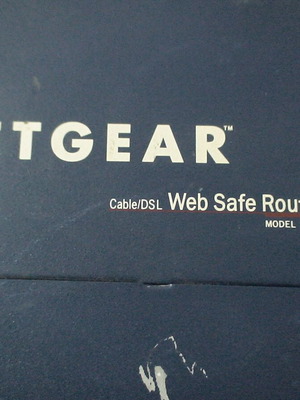 TGEAR™
Cable/DSL Web Safe Rout
MODEL